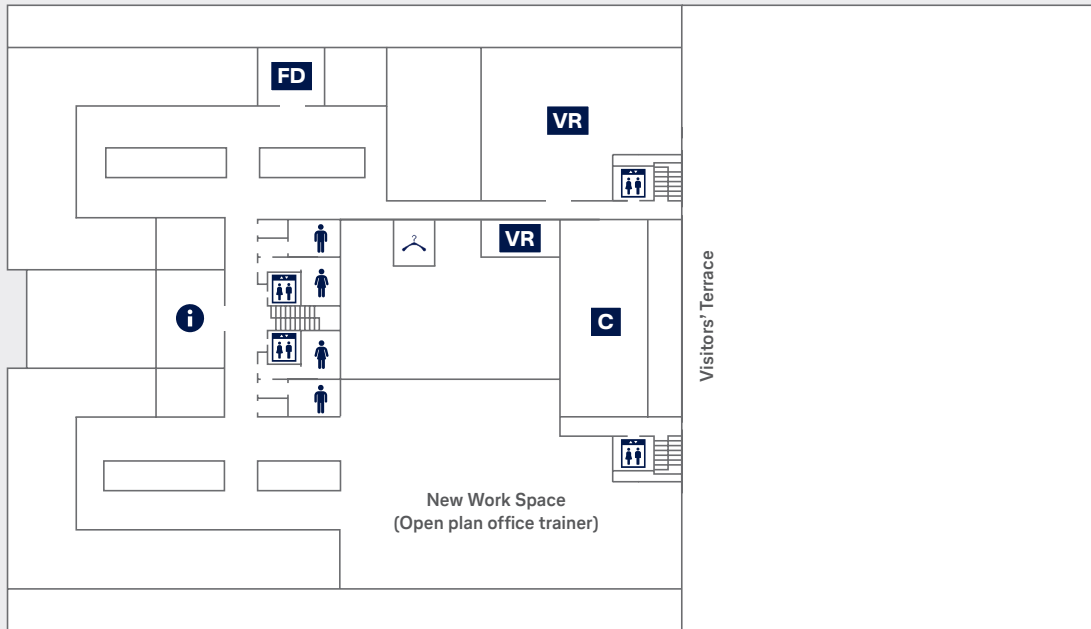 FD
VR
?
VR
i
C
Visitors' Terrace
New Work Space
(Open plan office trainer)